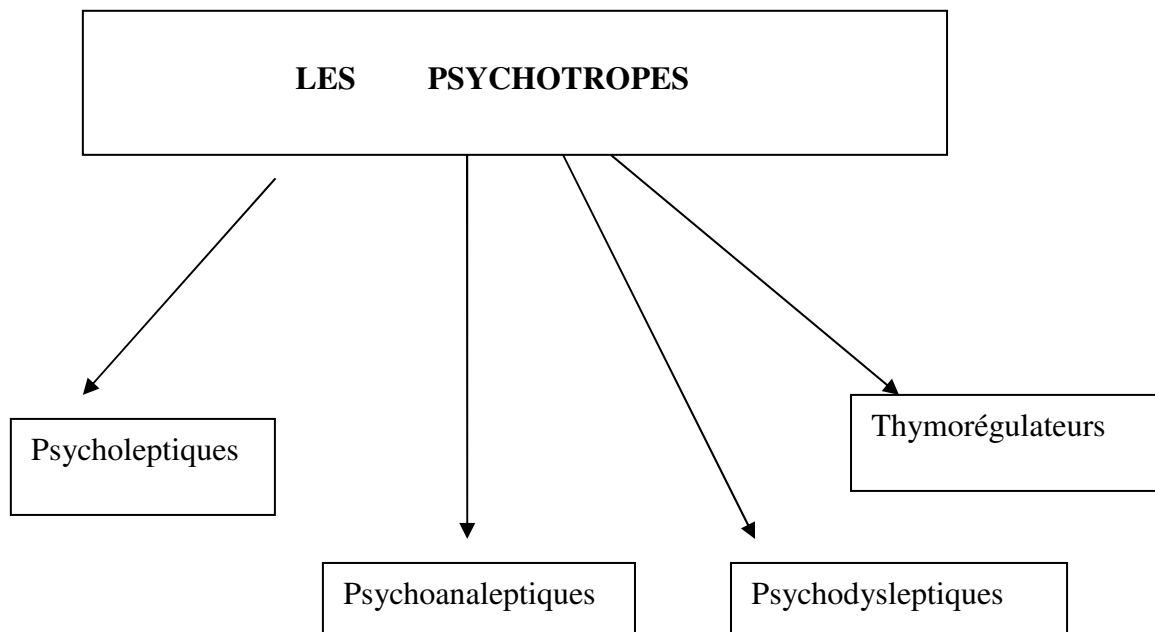 LES PSYCHOTROPES
Psycholeptiques
Thymorégulateurs
Psychoanaleptiques
Psychodysleptiques